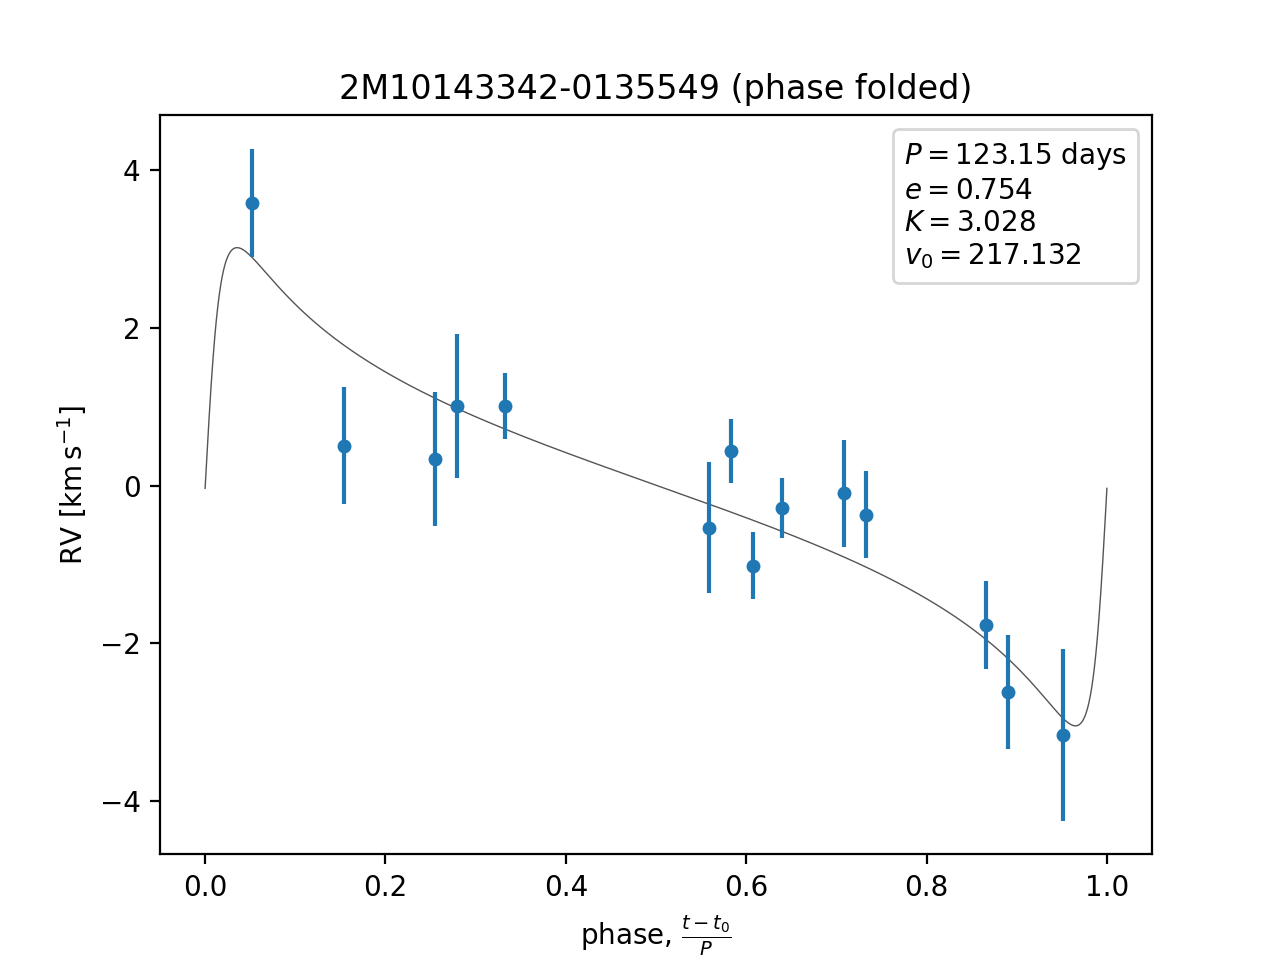 2M10143342-0135549 (phase folded)
P = 123.15 days
e = 0.754
K = 3.028
v₀ = 217.132
RV [km s⁻¹]
4
2
0
−2
−4
0.0 0.2 0.4 0.6 0.8 1.0
phase, (t − t₀)/P